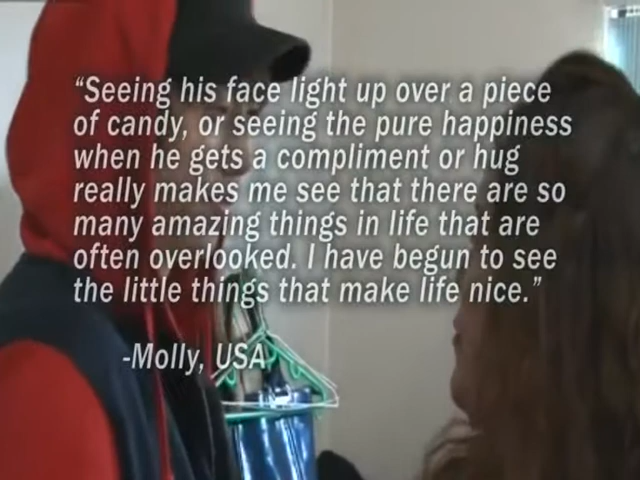 “Seeing his face light up over a piece
of candy, or seeing the pure happiness
when he gets a compliment or hug
really makes me see that there are so
many amazing things in life that are
often overlooked. I have begun to see
the little things that make life nice.”
-Molly, USA